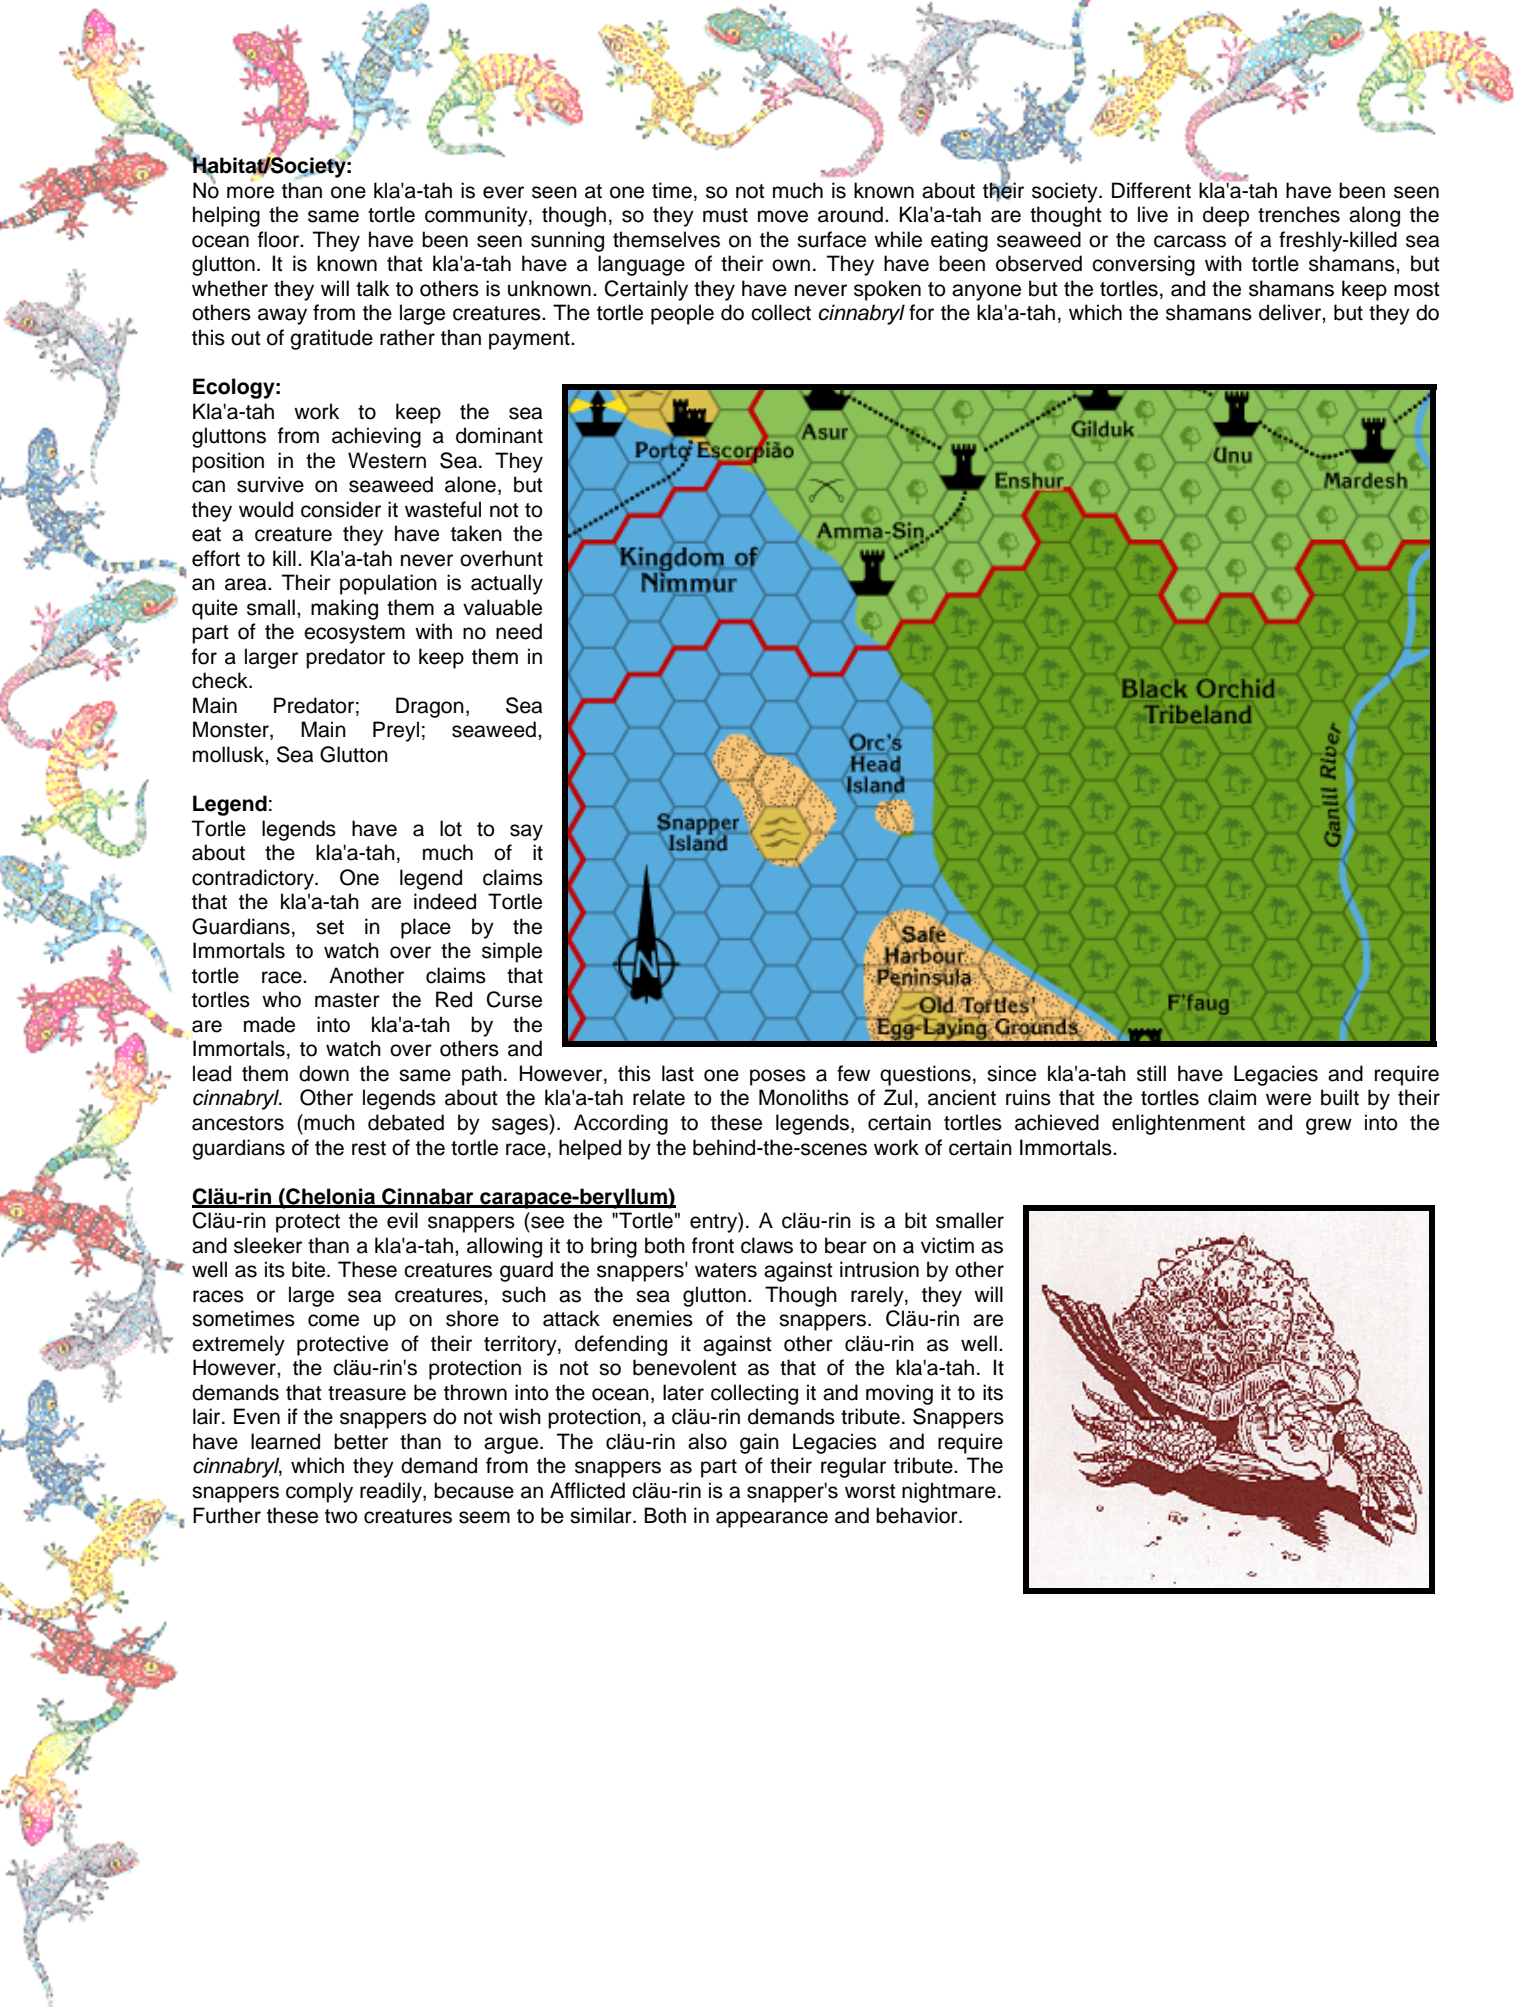 Habitat/Society:
No more than one kla'a-tah is ever seen at one time, so not much is known about their society. Different kla'a-tah have been seen
helping the same tortle community, though, so they must move around. Kla'a-tah are thought to live in deep trenches along the
ocean floor. They have been seen sunning themselves on the surface while eating seaweed or the carcass of a freshly-killed sea
glutton. It is known that kla'a-tah have a language of their own. They have been observed conversing with tortle shamans, but
whether they will talk to others is unknown. Certainly they have never spoken to anyone but the tortles, and the shamans keep most
others away from the large creatures. The tortle people do collect cinnabryl for the kla'a-tah, which the shamans deliver, but they do
this out of gratitude rather than payment.
Ecology:
Kla'a-tah work to keep the sea
gluttons from achieving a dominant
position in the Western Sea. They
can survive on seaweed alone, but
they would consider it wasteful not to
eat a creature they have taken the
effort to kill. Kla'a-tah never overhunt
an area. Their population is actually
quite small, making them a valuable
part of the ecosystem with no need
for a larger predator to keep them in
check.
Main Predator; Dragon, Sea
Monster, Main Preyl; seaweed,
mollusk, Sea Glutton
Legend:
Tortle legends have a lot to say
about the kla'a-tah, much of it
contradictory. One legend claims
that the kla'a-tah are indeed Tortle
Guardians, set in place by the
Immortals to watch over the simple
tortle race. Another claims that
tortles who master the Red Curse
are made into kla'a-tah by the
Immortals, to watch over others and
lead them down the same path. However, this last one poses a few questions, since kla'a-tah still have Legacies and require
cinnabryl. Other legends about the kla'a-tah relate to the Monoliths of Zul, ancient ruins that the tortles claim were built by their
ancestors (much debated by sages). According to these legends, certain tortles achieved enlightenment and grew into the
guardians of the rest of the tortle race, helped by the behind-the-scenes work of certain Immortals.
Porto Escorpião
Asur
Gilduk
Unu
Enshur
Mardesh
Amma-Sin
Kingdom of
Nimmur
Black Orchid
Tribeland
Orc's
Head
Island
Gantil River
Snapper
Island
Safe
Harbour
Peninsula
Old Tortles'
Egg-Laying Grounds
F'faug
N
Cläu-rin (Chelonia Cinnabar carapace-beryllum)
Cläu-rin protect the evil snappers (see the "Tortle" entry). A cläu-rin is a bit smaller
and sleeker than a kla'a-tah, allowing it to bring both front claws to bear on a victim as
well as its bite. These creatures guard the snappers' waters against intrusion by other
races or large sea creatures, such as the sea glutton. Though rarely, they will
sometimes come up on shore to attack enemies of the snappers. Cläu-rin are
extremely protective of their territory, defending it against other cläu-rin as well.
However, the cläu-rin's protection is not so benevolent as that of the kla'a-tah. It
demands that treasure be thrown into the ocean, later collecting it and moving it to its
lair. Even if the snappers do not wish protection, a cläu-rin demands tribute. Snappers
have learned better than to argue. The cläu-rin also gain Legacies and require
cinnabryl, which they demand from the snappers as part of their regular tribute. The
snappers comply readily, because an Afflicted cläu-rin is a snapper's worst nightmare.
Further these two creatures seem to be similar. Both in appearance and behavior.